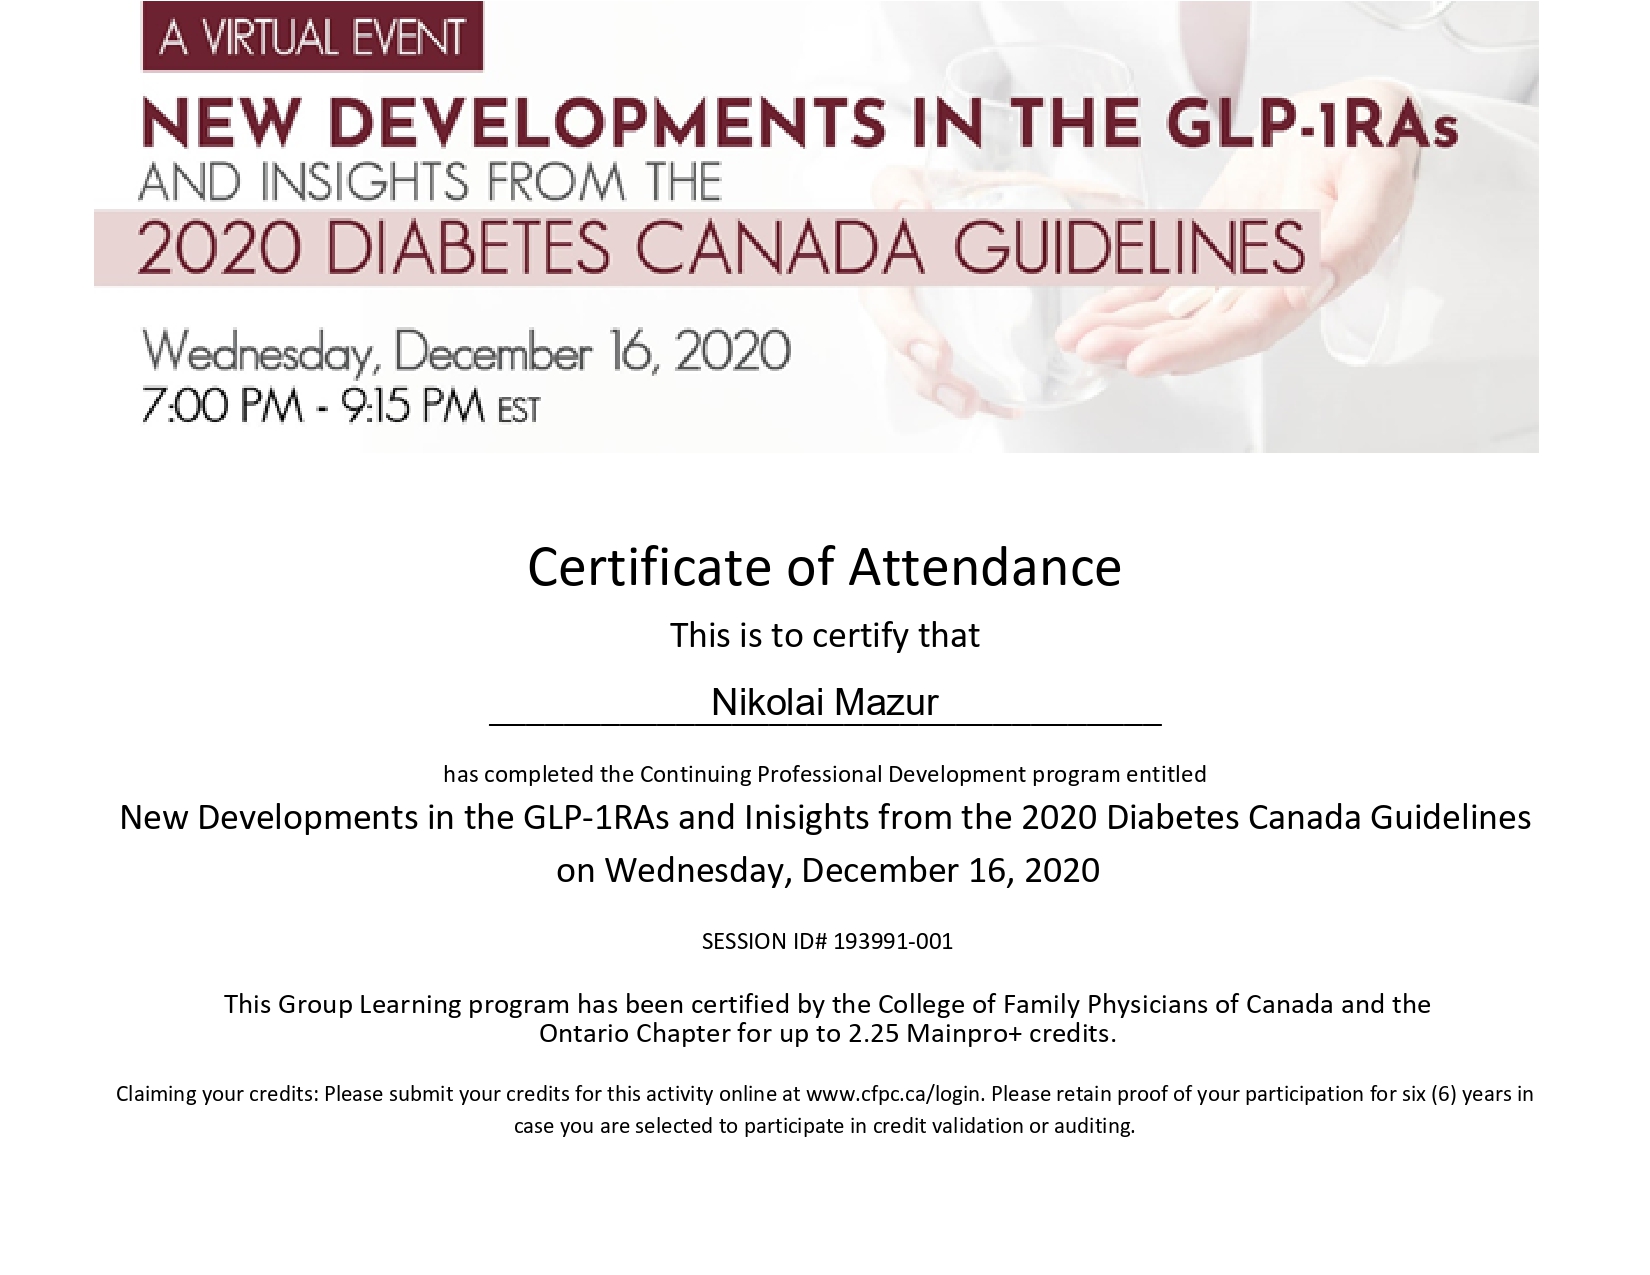 A VIRTUAL EVENT
NEW DEVELOPMENTS IN THE GLP-1RAs
AND INSIGHTS FROM THE
2020 DIABETES CANADA GUIDELINES
Wednesday, December 16, 2020
7:00 PM - 9:15 PM EST
Certificate of Attendance
This is to certify that
Nikolai Mazur
has completed the Continuing Professional Development program entitled
New Developments in the GLP-1RAs and Inisights from the 2020 Diabetes Canada Guidelines
on Wednesday, December 16, 2020
SESSION ID# 193991-001
This Group Learning program has been certified by the College of Family Physicians of Canada and the
Ontario Chapter for up to 2.25 Mainpro+ credits.
Claiming your credits: Please submit your credits for this activity online at www.cfpc.ca/login. Please retain proof of your participation for six (6) years in
case you are selected to participate in credit validation or auditing.